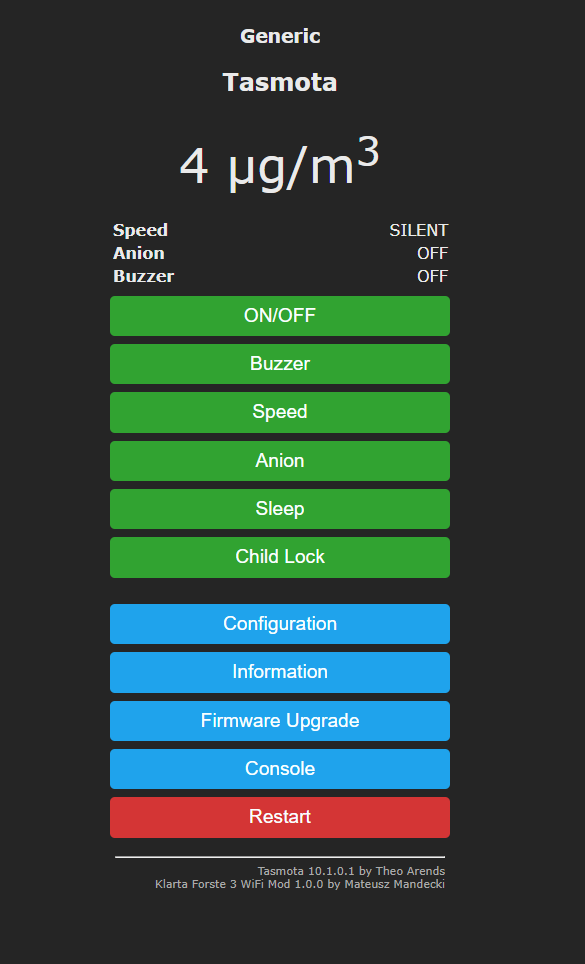 Generic
Tasmota
4 µg/m³
Speed SILENT
Anion OFF
Buzzer OFF
ON/OFF
Buzzer
Speed
Anion
Sleep
Child Lock
Configuration
Information
Firmware Upgrade
Console
Restart
Tasmota 10.1.0.1 by Theo Arends
Klarta Forste 3 WiFi Mod 1.0.0 by Mateusz Mandecki